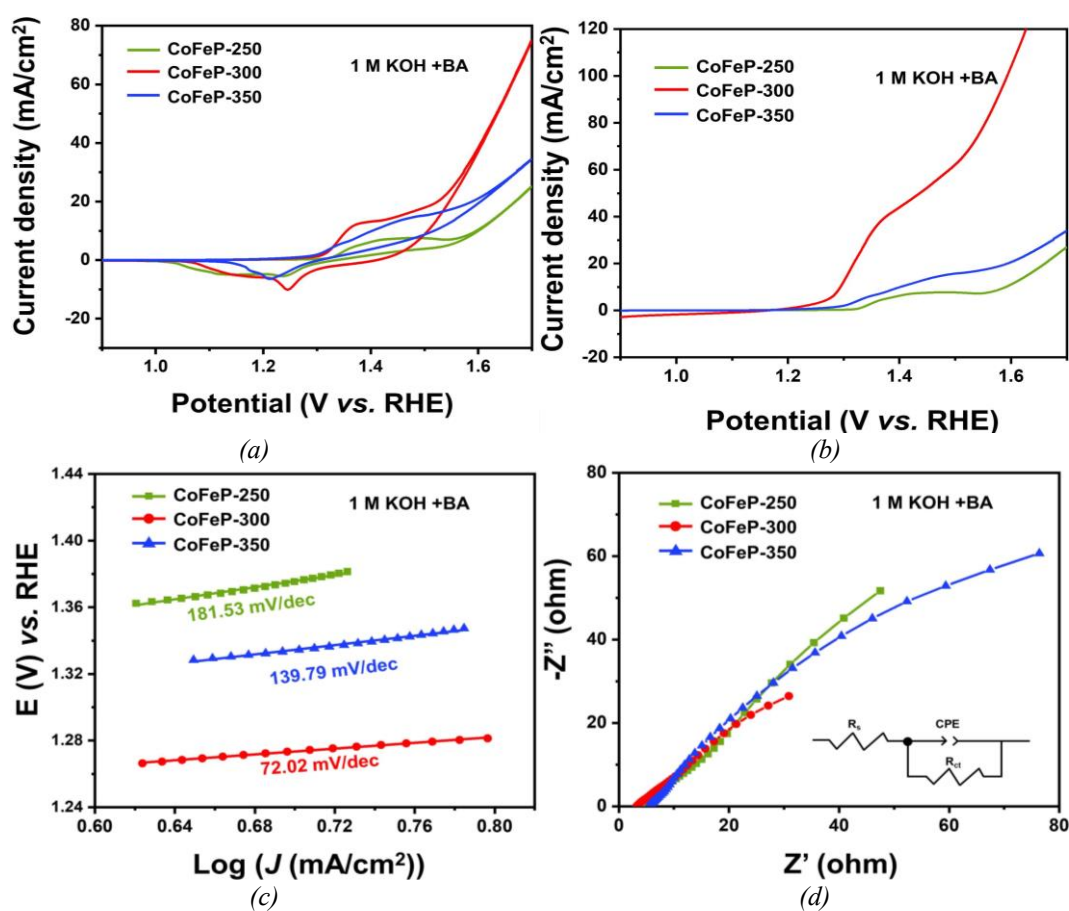 (a)
80
60
40
20
0
-20
1.0
1.2
1.4
1.6
Current density (mA/cm2)
Potential (V vs. RHE)
CoFeP-250
CoFeP-300
CoFeP-350
1 M KOH +BA
(a)
(b)
120
100
80
60
40
20
0
-20
1.0
1.2
1.4
1.6
Current density (mA/cm2)
Potential (V vs. RHE)
CoFeP-250
CoFeP-300
CoFeP-350
1 M KOH +BA
(b)
1.44
1.40
1.36
1.32
1.28
1.24
0.60
0.64
0.68
0.72
0.76
0.80
E (V) vs. RHE
Log (J (mA/cm2))
CoFeP-250
CoFeP-300
CoFeP-350
1 M KOH +BA
181.53 mV/dec
139.79 mV/dec
72.02 mV/dec
(c)
80
60
40
20
0
0
20
40
60
80
-Z'' (ohm)
Z' (ohm)
CoFeP-250
CoFeP-300
CoFeP-350
1 M KOH +BA
Rs
CPE
Rct
(d)